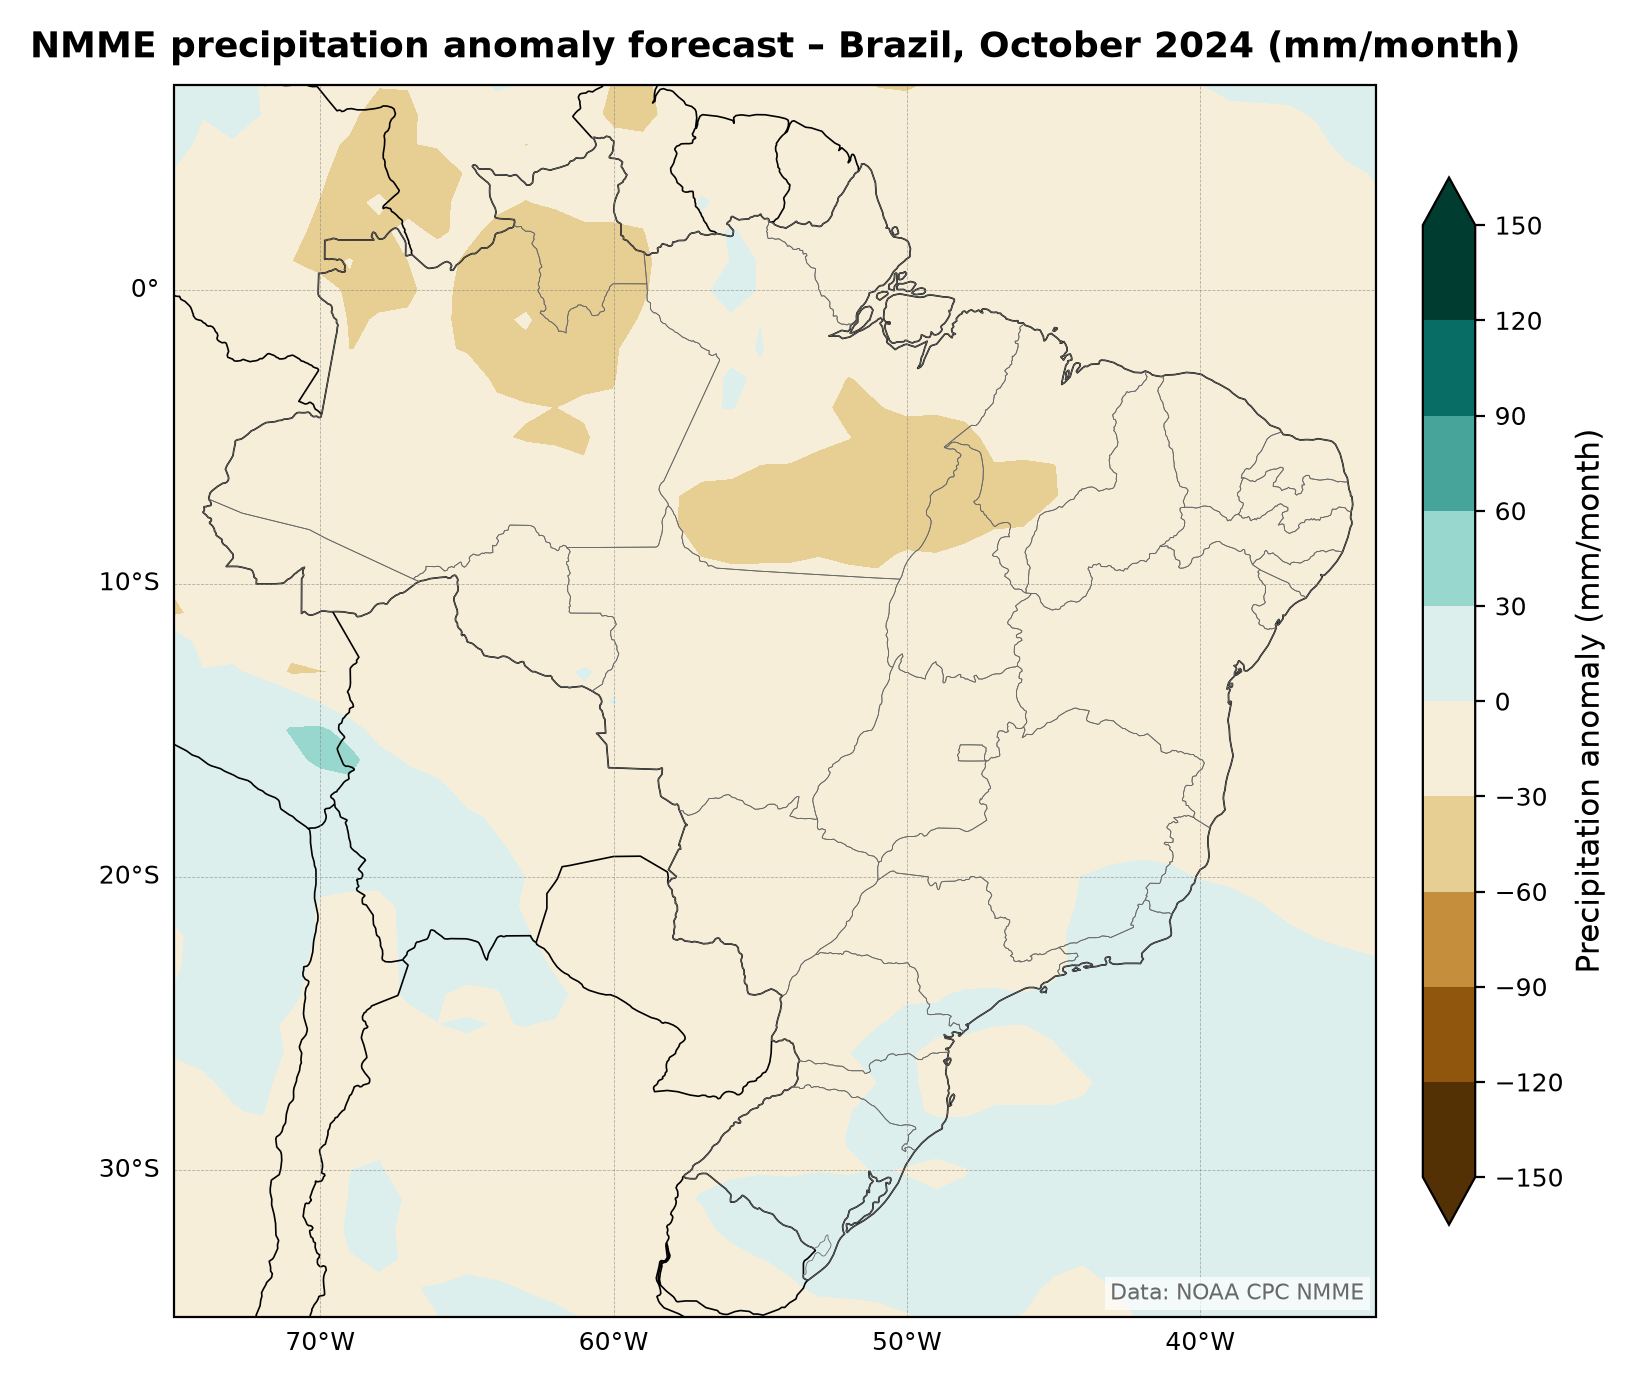 NMME precipitation anomaly forecast – Brazil, October 2024 (mm/month)
0°
10°S
20°S
30°S
70°W
60°W
50°W
40°W
Data: NOAA CPC NMME
150
120
90
60
30
0
−30
−60
−90
−120
−150
Precipitation anomaly (mm/month)